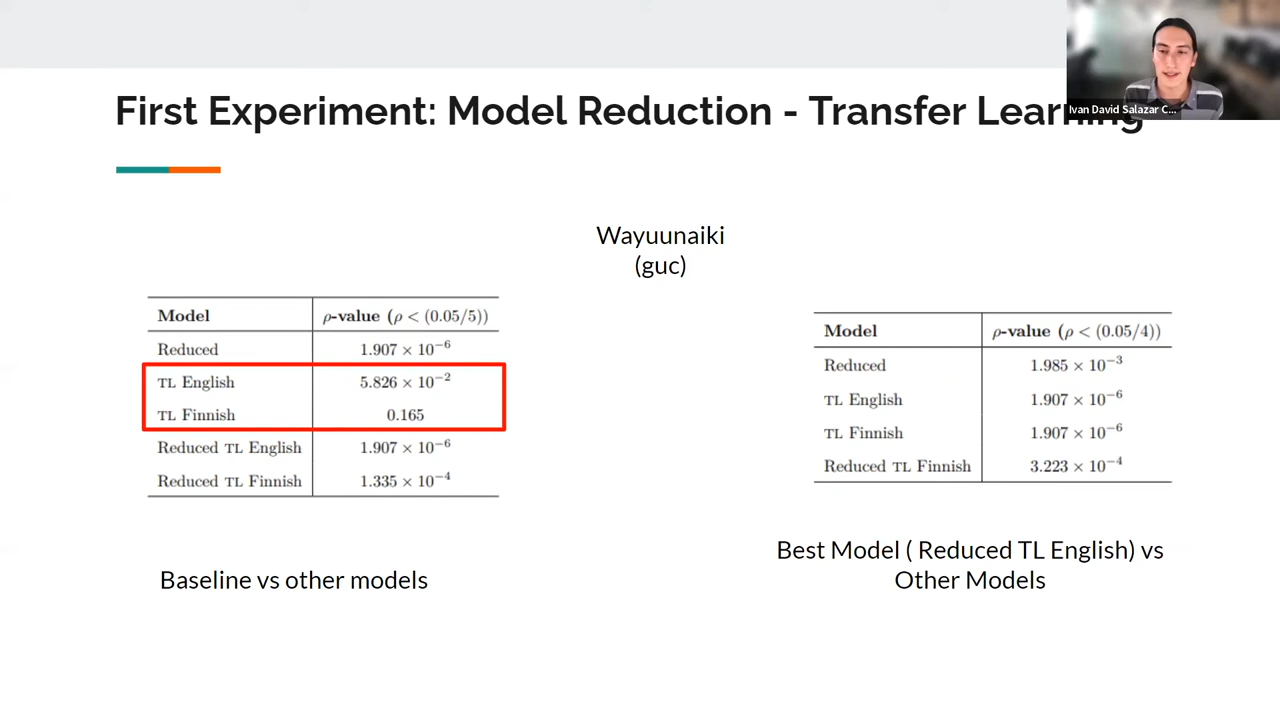 Ivan David Salazar C...
First Experiment: Model Reduction - Transfer Learning
Wayuunaiki
(guc)
Model ρ-value (ρ < (0.05/5))
Reduced 1.907 × 10⁻⁶
TL English 5.826 × 10⁻²
TL Finnish 0.165
Reduced TL English 1.907 × 10⁻⁶
Reduced TL Finnish 1.335 × 10⁻⁴
Baseline vs other models
Model ρ-value (ρ < (0.05/4))
Reduced 1.985 × 10⁻³
TL English 1.907 × 10⁻⁶
TL Finnish 1.907 × 10⁻⁶
Reduced TL Finnish 3.223 × 10⁻⁴
Best Model ( Reduced TL English) vs
Other Models